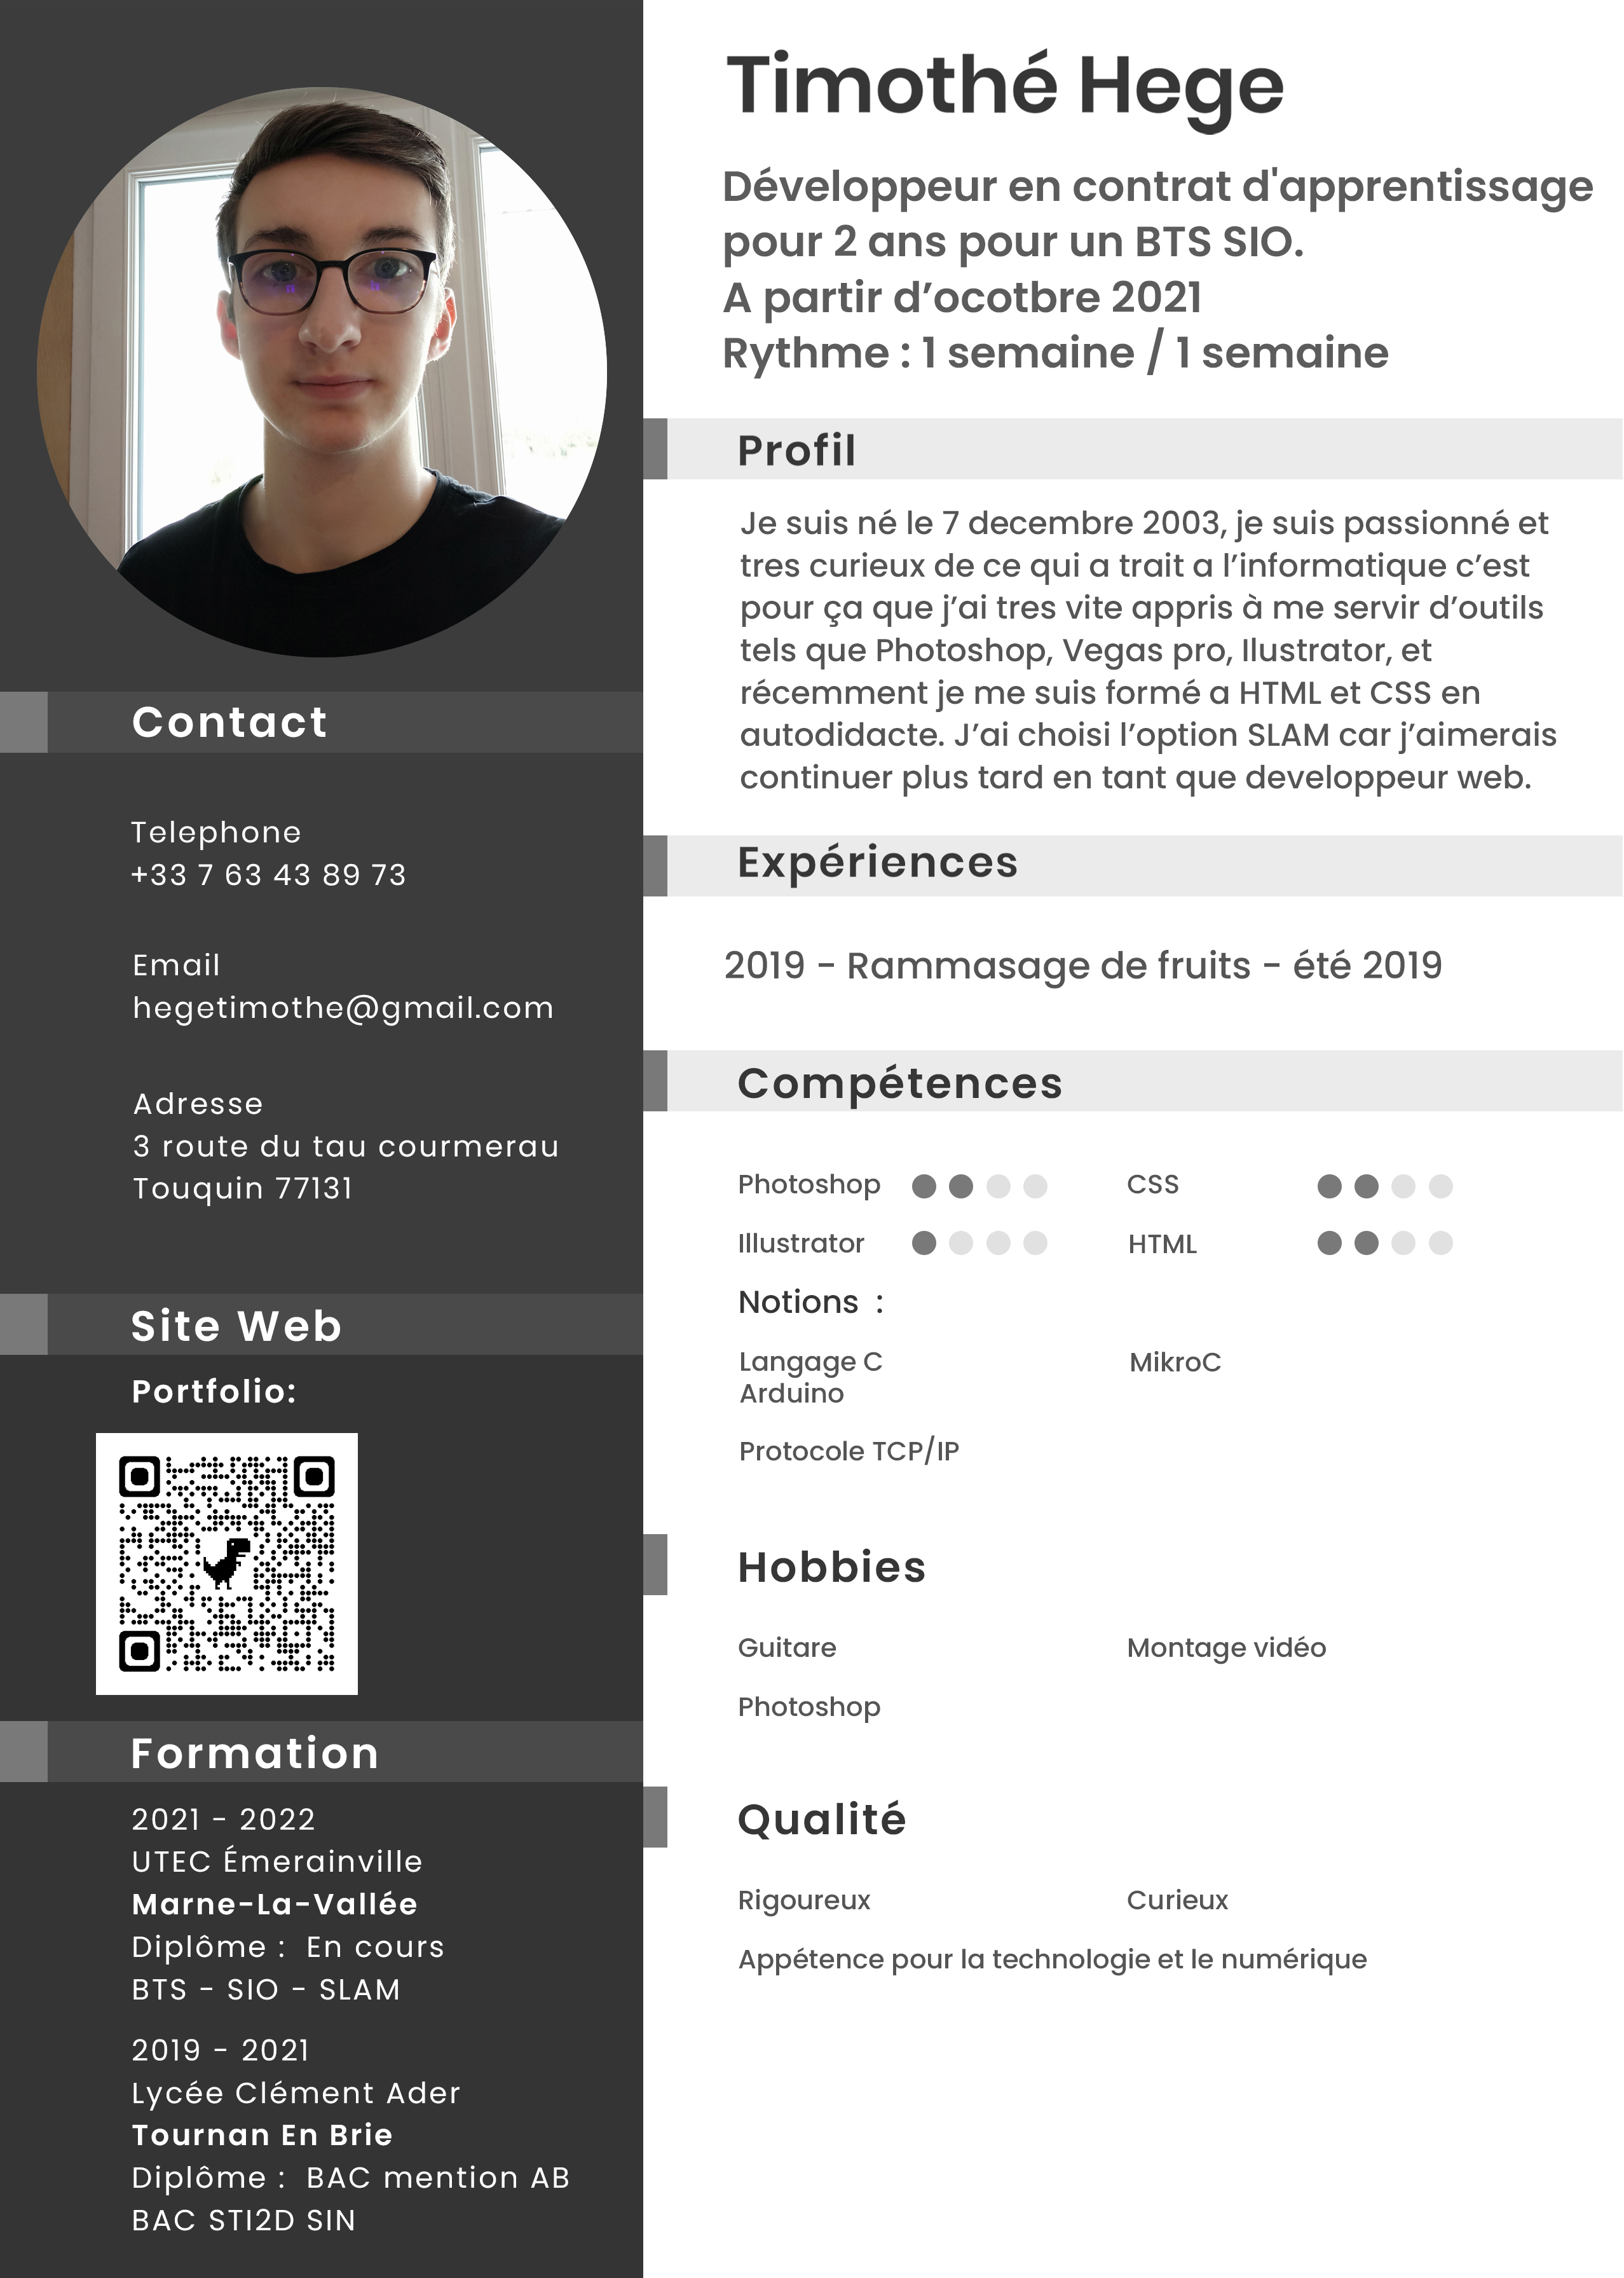 Timothé Hege
Développeur en contrat d'apprentissage
pour 2 ans pour un BTS SIO.
A partir d’ocotbre 2021
Rythme : 1 semaine / 1 semaine
Profil
Je suis né le 7 decembre 2003, je suis passionné et
tres curieux de ce qui a trait a l’informatique c’est
pour ça que j’ai tres vite appris à me servir d’outils
tels que Photoshop, Vegas pro, Ilustrator, et
récemment je me suis formé a HTML et CSS en
autodidacte. J’ai choisi l’option SLAM car j’aimerais
continuer plus tard en tant que developpeur web.
Expériences
2019 - Rammasage de fruits - été 2019
Compétences
Photoshop
CSS
Illustrator
HTML
Notions :
Langage C
MikroC
Arduino
Protocole TCP/IP
Hobbies
Guitare
Montage vidéo
Photoshop
Qualité
Rigoureux
Curieux
Appétence pour la technologie et le numérique
Contact
Telephone
+33 7 63 43 89 73
Email
hegetimothe@gmail.com
Adresse
3 route du tau courmerau
Touquin 77131
Site Web
Portfolio:
Formation
2021 - 2022
UTEC Émerainville
Marne-La-Vallée
Diplôme : En cours
BTS - SIO - SLAM
2019 - 2021
Lycée Clément Ader
Tournan En Brie
Diplôme : BAC mention AB
BAC STI2D SIN